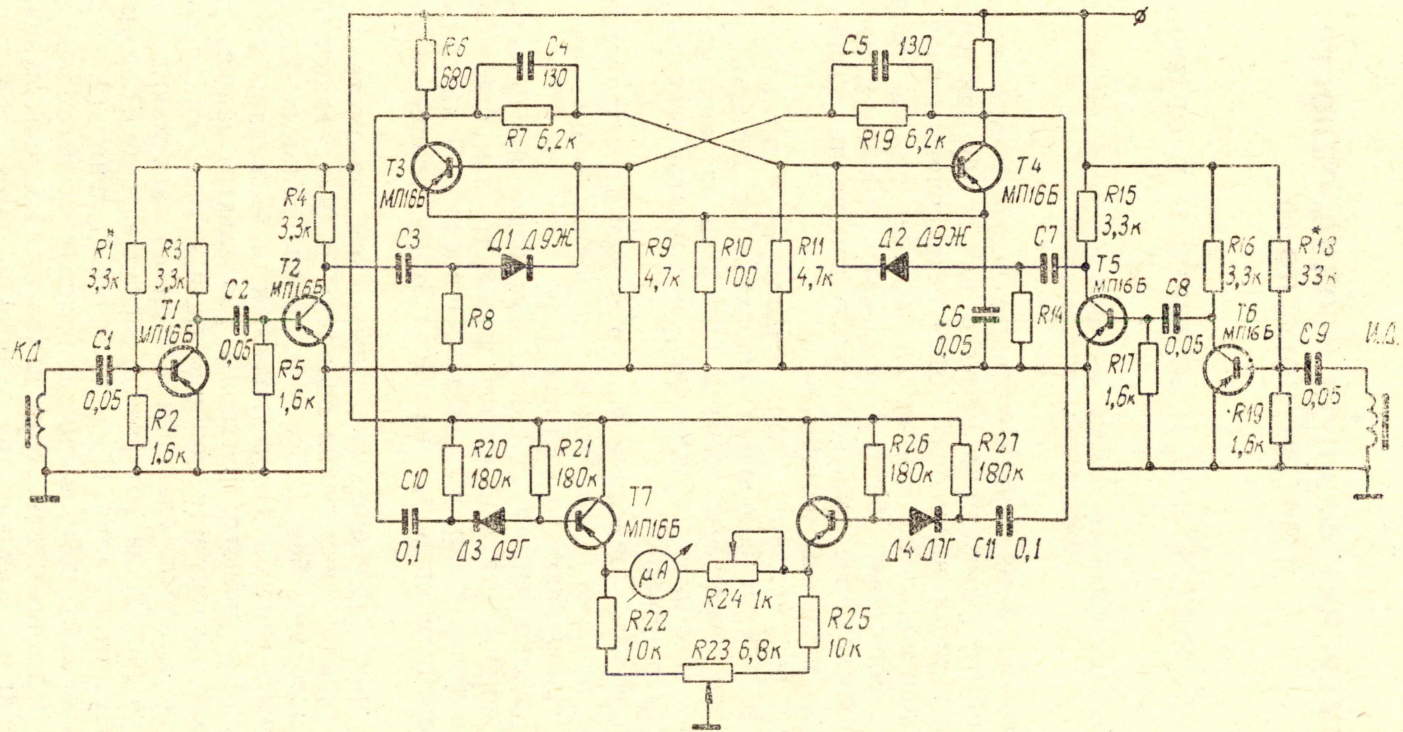 R6
680
C4
130
C5
130
R7 6,2к
R19 6,2к
T3
МП16Б
T4
МП16Б
R1*
3,3к
R3
3,3к
R4
3,3к
T2
МП16Б
C3
Д1 Д9Ж
R9
4,7к
R10
100
R11
4,7к
Д2 Д9Ж
C7
R15
3,3к
R16
3,3к
R*18
33к
T1
МП16Б
C2
0,05
R5
1,6к
R8
C6
0,05
R14
T5
МП16Б
C8
0,05
T6
МП16Б
C9
0,05
КД
C1
0,05
R2
1,6к
R17
1,6к
R19
1,6к
И.Д.
C10
0,1
R20
180к
R21
180к
Д3 Д9Г
T7
МП16Б
R26
180к
R27
180к
Д4 Д7Г
C11
0,1
μА
R24 1к
R22
10к
R23 6,8к
R25
10к